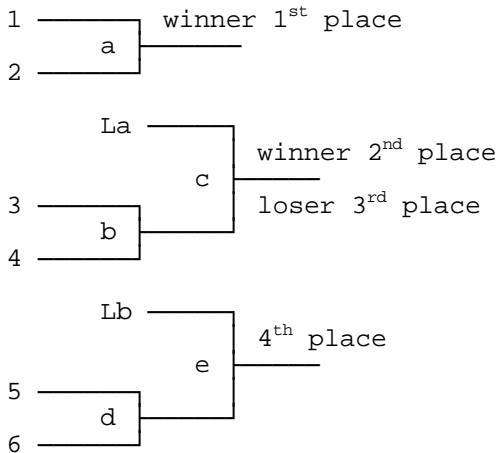 1
winner 1st place
a
2
La
winner 2nd place
c
3
loser 3rd place
b
4
Lb
4th place
e
5
d
6